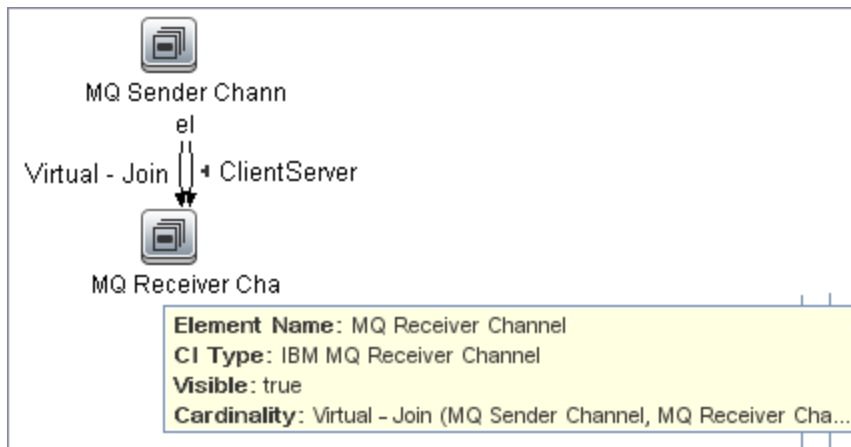 MQ Sender Chann
el
Virtual - Join ClientServer
MQ Receiver Cha
Element Name: MQ Receiver Channel
CI Type: IBM MQ Receiver Channel
Visible: true
Cardinality: Virtual - Join (MQ Sender Channel, MQ Receiver Cha...